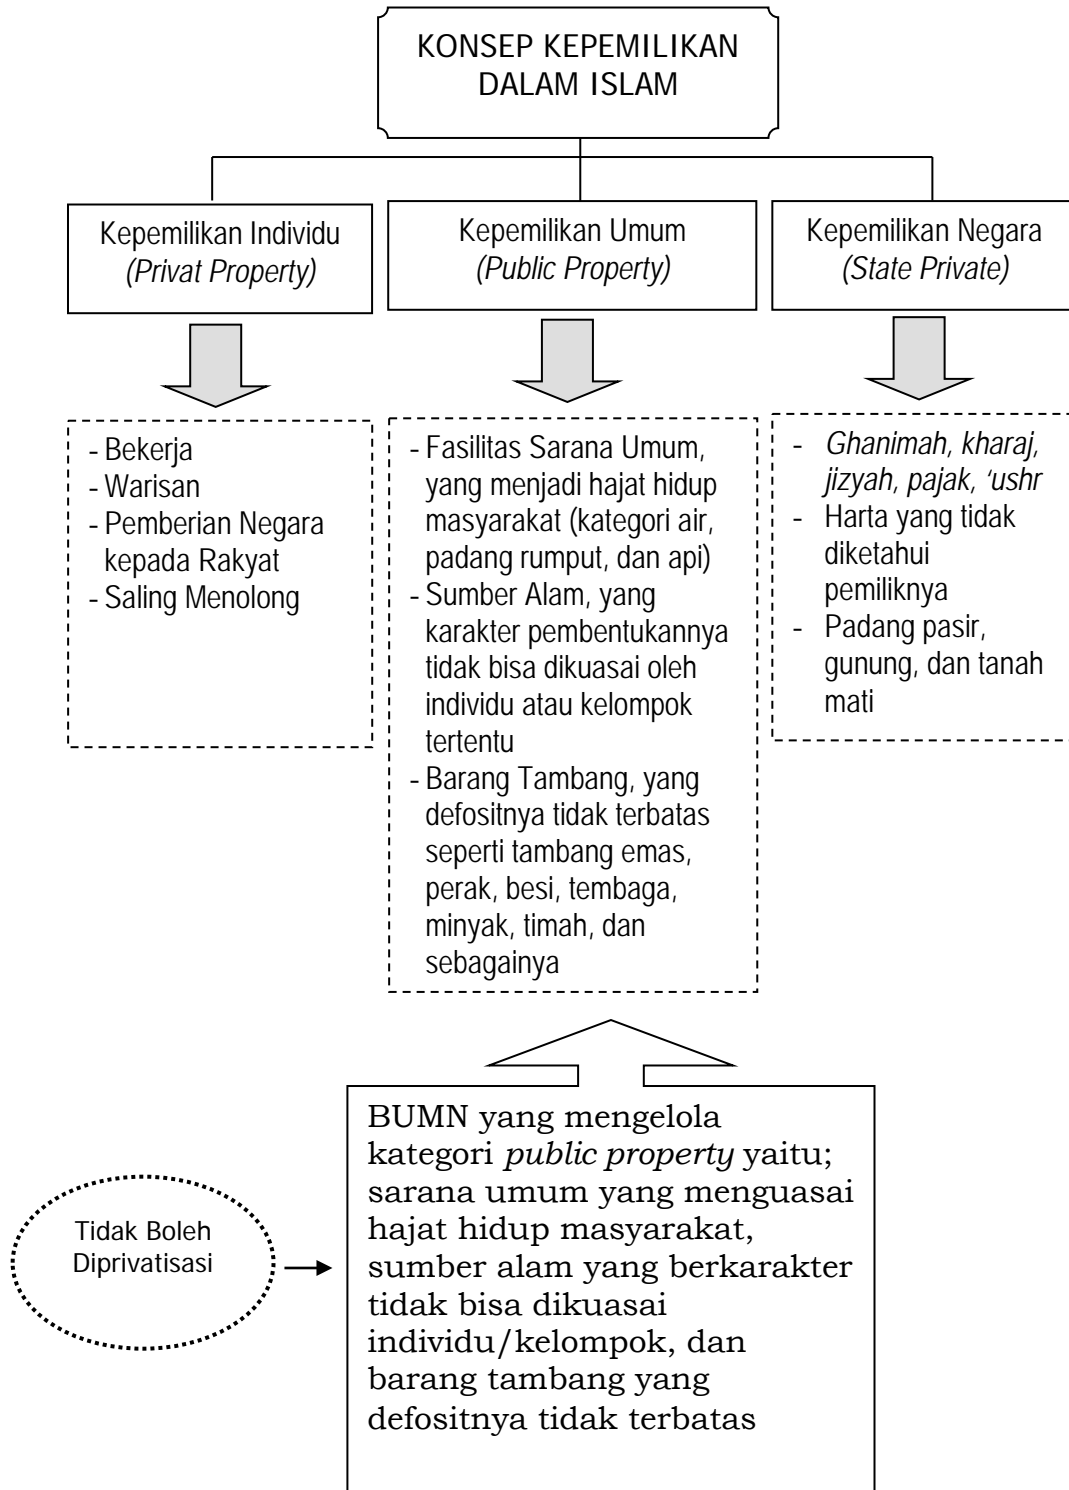 KONSEP KEPEMILIKAN
DALAM ISLAM
Kepemilikan Individu
(Privat Property)
Kepemilikan Umum
(Public Property)
Kepemilikan Negara
(State Private)
- Bekerja
- Warisan
- Pemberian Negara
kepada Rakyat
- Saling Menolong
- Fasilitas Sarana Umum,
yang menjadi hajat hidup
masyarakat (kategori air,
padang rumput, dan api)
- Sumber Alam, yang
karakter pembentukannya
tidak bisa dikuasai oleh
individu atau kelompok
tertentu
- Barang Tambang, yang
defositnya tidak terbatas
seperti tambang emas,
perak, besi, tembaga,
minyak, timah, dan
sebagainya
- Ghanimah, kharaj,
jizyah, pajak, ‘ushr
- Harta yang tidak
diketahui
pemiliknya
- Padang pasir,
gunung, dan tanah
mati
Tidak Boleh
Diprivatisasi
BUMN yang mengelola
kategori public property yaitu;
sarana umum yang menguasai
hajat hidup masyarakat,
sumber alam yang berkarakter
tidak bisa dikuasai
individu/kelompok, dan
barang tambang yang
defositnya tidak terbatas